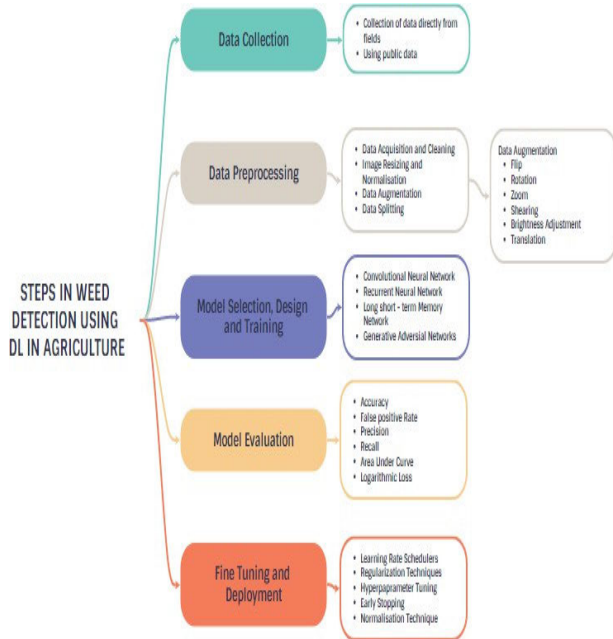 STEPS IN WEED
DETECTION USING
DL IN AGRICULTURE
Data Collection
• Collection of data directly from
fields
• Using public data
Data Preprocessing
• Data Acquisition and Cleaning
• Image Resizing and
Normalisation
• Data Augmentation
• Data Splitting
Data Augmentation
• Flip
• Rotation
• Zoom
• Shearing
• Brightness Adjustment
• Translation
Model Selection, Design
and Training
• Convolutional Neural Network
• Recurrent Neural Network
• Long short - term Memory
Network
• Generative Adversial Networks
Model Evaluation
• Accuracy
• False positive Rate
• Precision
• Recall
• Area Under Curve
• Logarithmic Loss
Fine Tuning and
Deployment
• Learning Rate Schedulers
• Regularization Techniques
• Hyperpaprameter Tuning
• Early Stopping
• Normalisation Technique